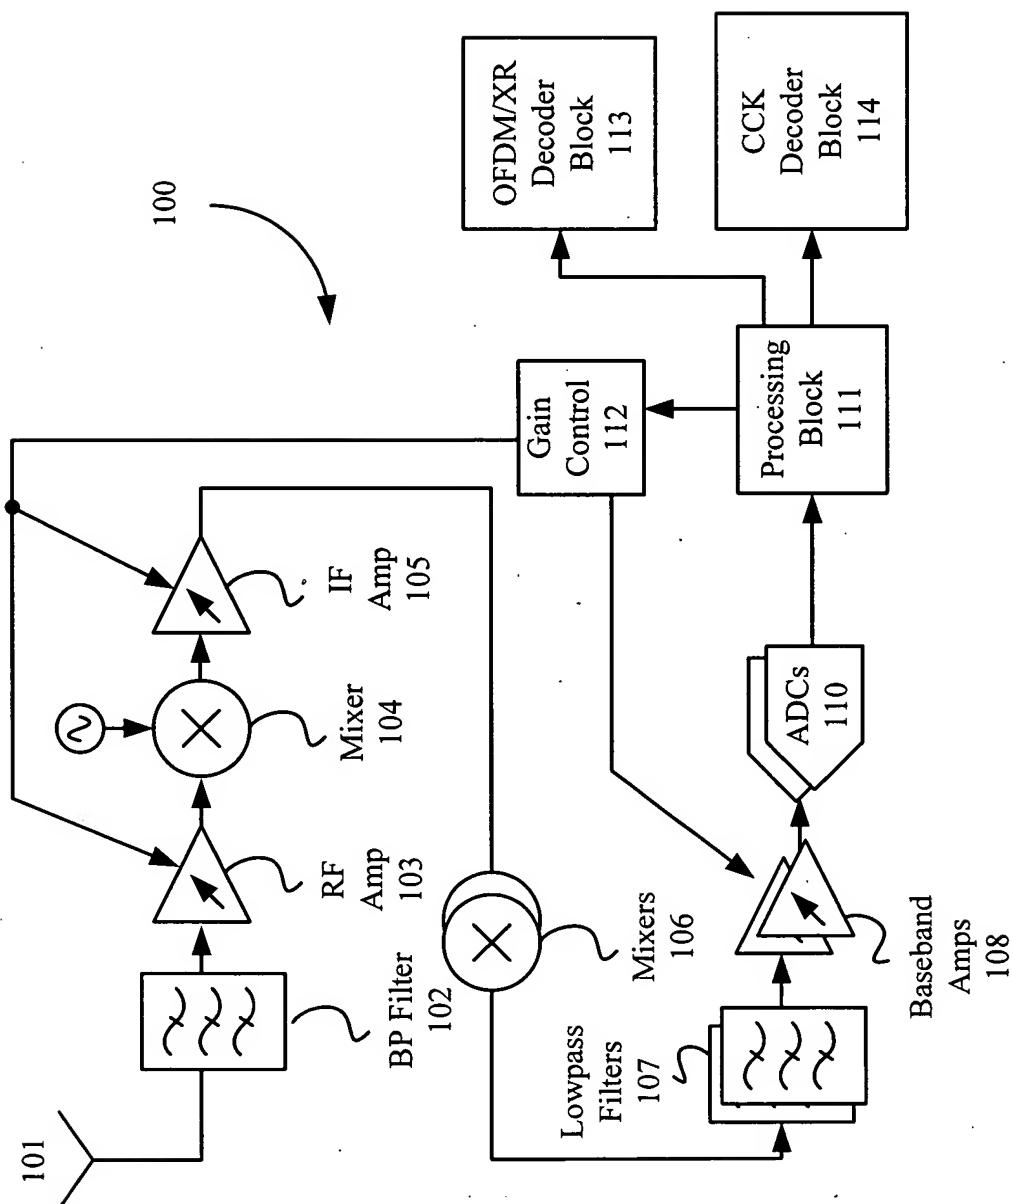 101
BP Filter
102
RF
Amp
103
Mixer
104
IF
Amp
105
100
Mixers
106
Lowpass
Filters
107
Baseband
Amps
108
ADCs
110
Processing
Block
111
Gain
Control
112
OFDM/XR
Decoder
Block
113
CCK
Decoder
Block
114